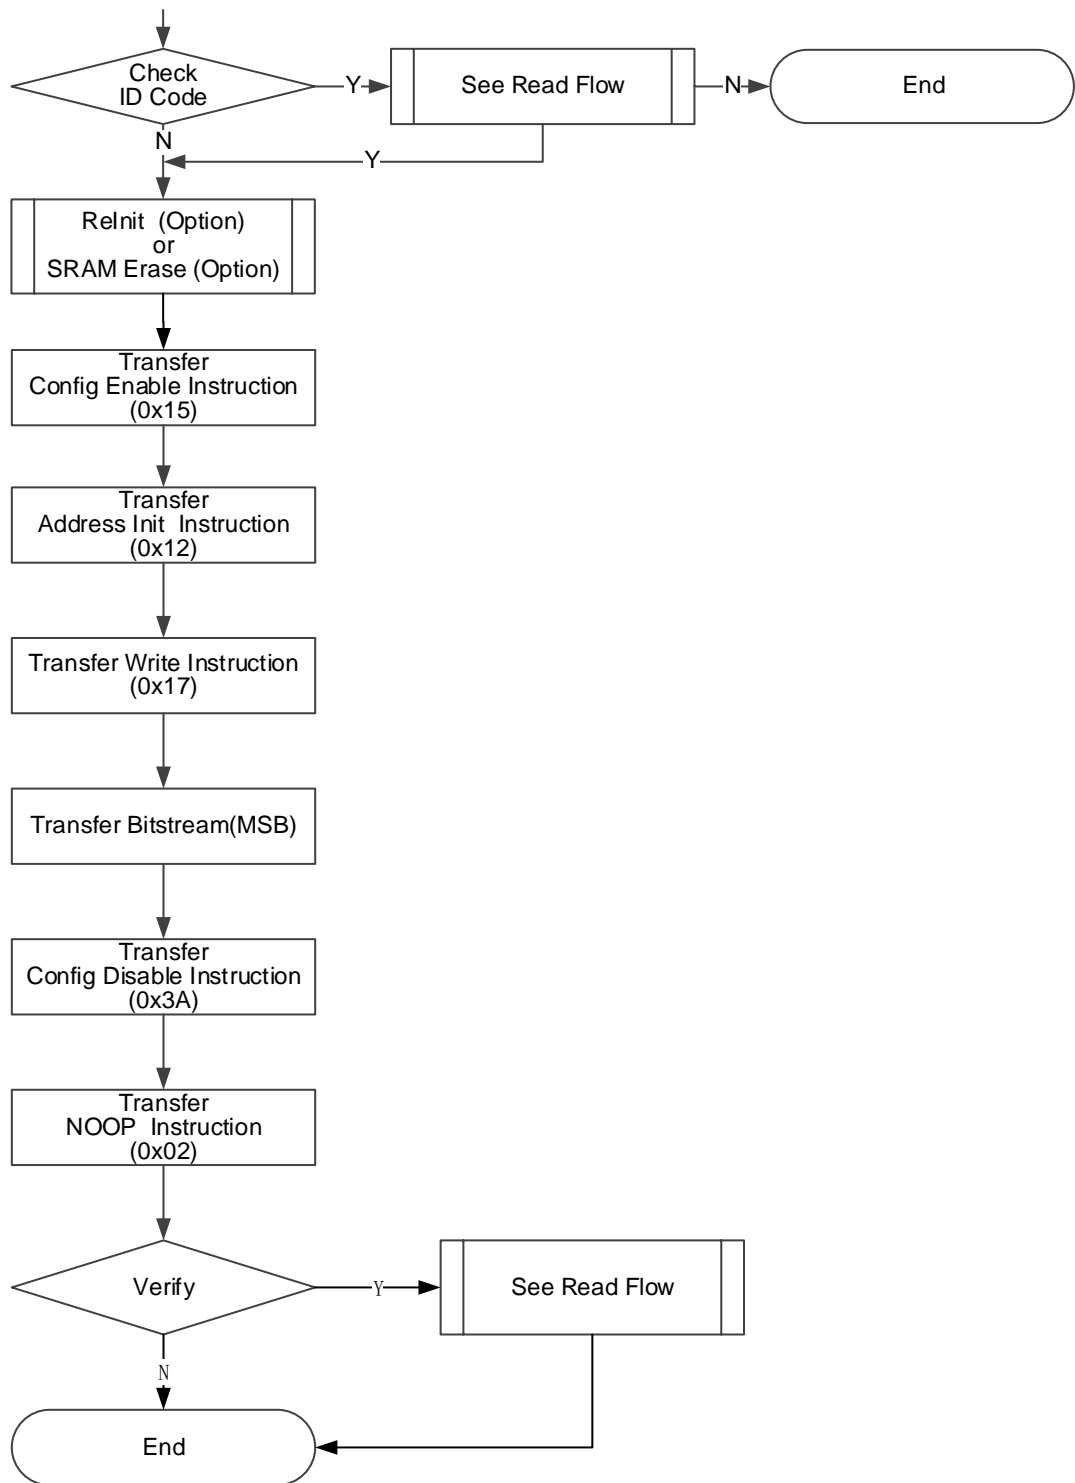 Check
ID Code
Y
See Read Flow
N
End
N
Y
ReInit (Option)
or
SRAM Erase (Option)
Transfer
Config Enable Instruction
(0x15)
Transfer
Address Init Instruction
(0x12)
Transfer Write Instruction
(0x17)
Transfer Bitstream(MSB)
Transfer
Config Disable Instruction
(0x3A)
Transfer
NOOP Instruction
(0x02)
Verify
Y
See Read Flow
N
End